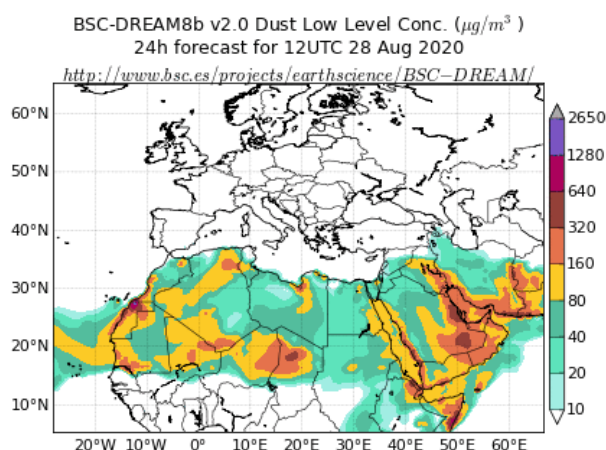 BSC-DREAM8b v2.0 Dust Low Level Conc. (μg/m³ )
24h forecast for 12UTC 28 Aug 2020
http://www.bsc.es/projects/earthscience/BSC−DREAM/
60°N
50°N
40°N
30°N
20°N
10°N
20°W
10°W
0°
10°E
20°E
30°E
40°E
50°E
60°E
2650
1280
640
320
160
80
40
20
10